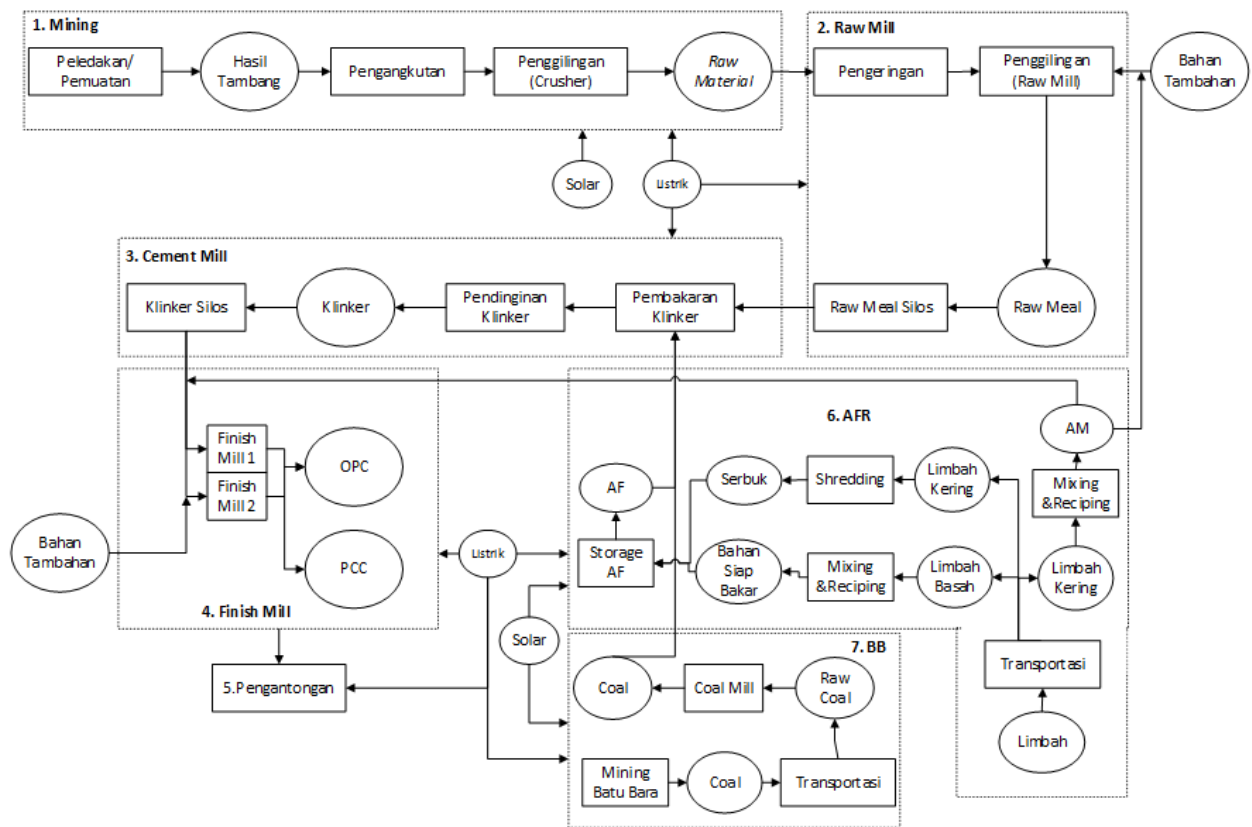 1. Mining
Peledakan/
Pemuatan
Hasil
Tambang
Pengangkutan
Penggilingan
(Crusher)
Raw
Material
2. Raw Mill
Pengeringan
Penggilingan
(Raw Mill)
Bahan
Tambahan
Solar
Listrik
3. Cement Mill
Klinker Silos
Klinker
Pendinginan
Klinker
Pembakaran
Klinker
Raw Meal Silos
Raw Meal
Finish
Mill 1
Finish
Mill 2
OPC
PCC
Bahan
Tambahan
4. Finish Mill
5.Pengantongan
Listrik
Solar
6. AFR
AM
AF
Serbuk
Shredding
Limbah
Kering
Mixing
&Reciping
Storage
AF
Bahan
Siap
Bakar
Mixing
&Reciping
Limbah
Basah
Limbah
Kering
Transportasi
Limbah
7. BB
Coal
Coal Mill
Raw
Coal
Mining
Batu Bara
Coal
Transportasi